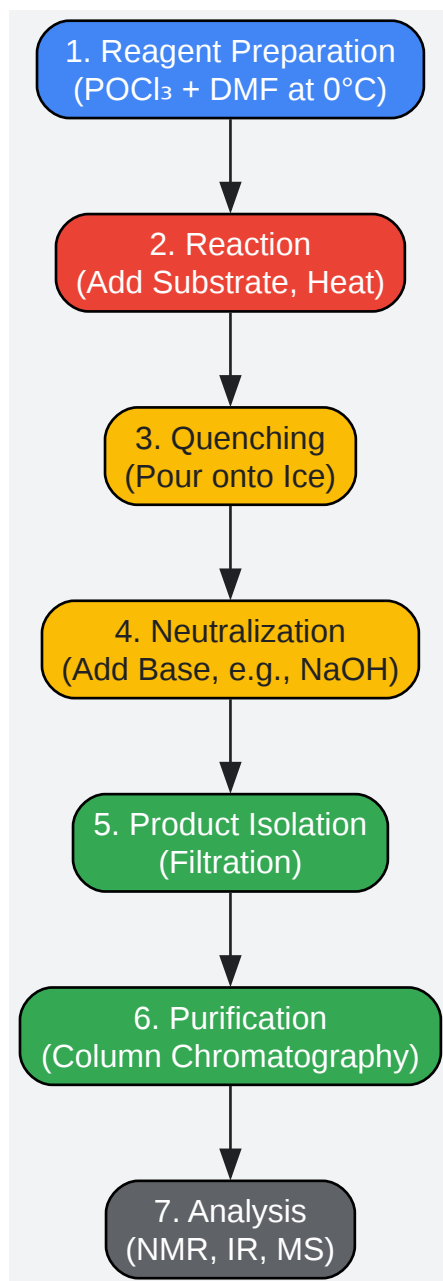 1. Reagent Preparation
(POCl₃ + DMF at 0°C)
2. Reaction
(Add Substrate, Heat)
3. Quenching
(Pour onto Ice)
4. Neutralization
(Add Base, e.g., NaOH)
5. Product Isolation
(Filtration)
6. Purification
(Column Chromatography)
7. Analysis
(NMR, IR, MS)